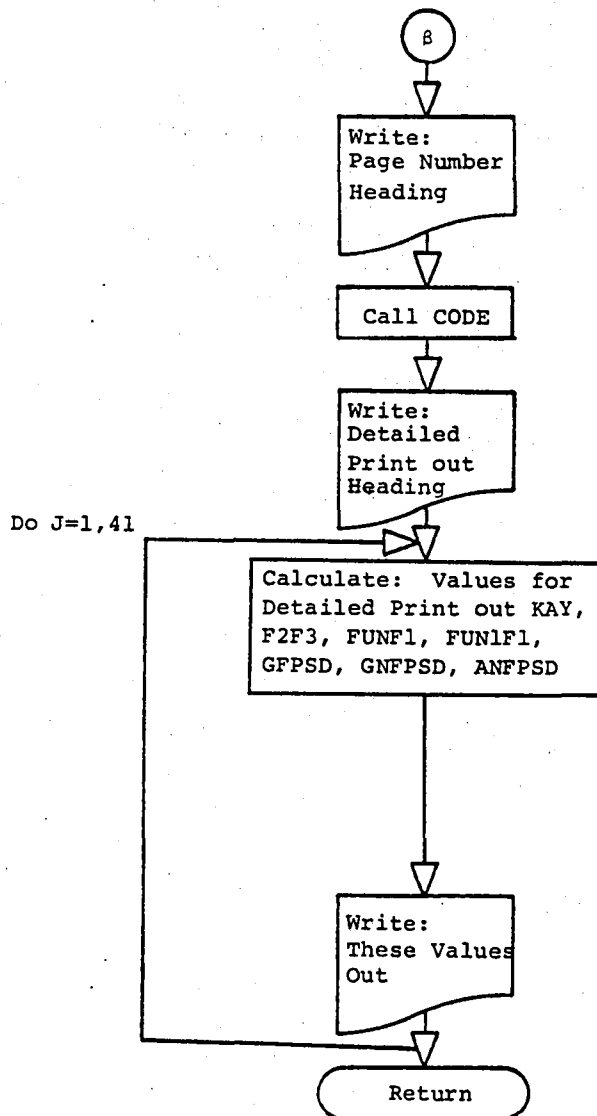 β
Write:
Page Number
Heading
Call CODE
Write:
Detailed
Print out
Heading
Do J=1,41
Calculate: Values for
Detailed Print out KAY,
F2F3, FUNF1, FUN1F1,
GFPSD, GNFPSD, ANFPSD
Write:
These Values
Out
Return